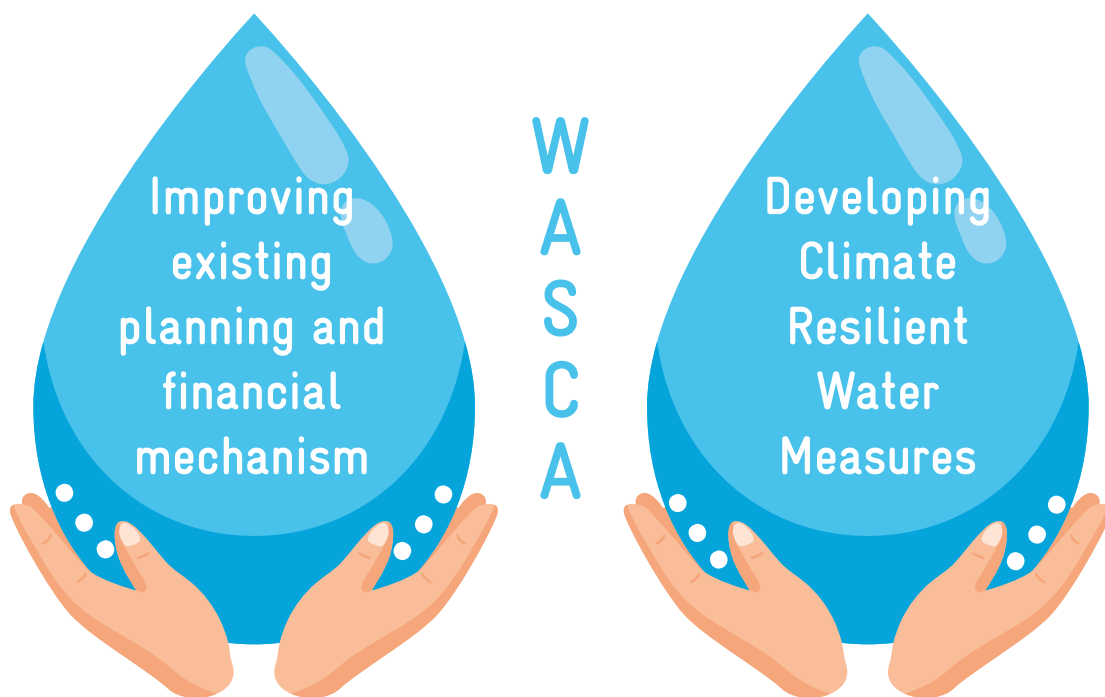 Improving
existing
planning and
financial
mechanism
W
A
S
C
A
Developing
Climate
Resilient
Water
Measures